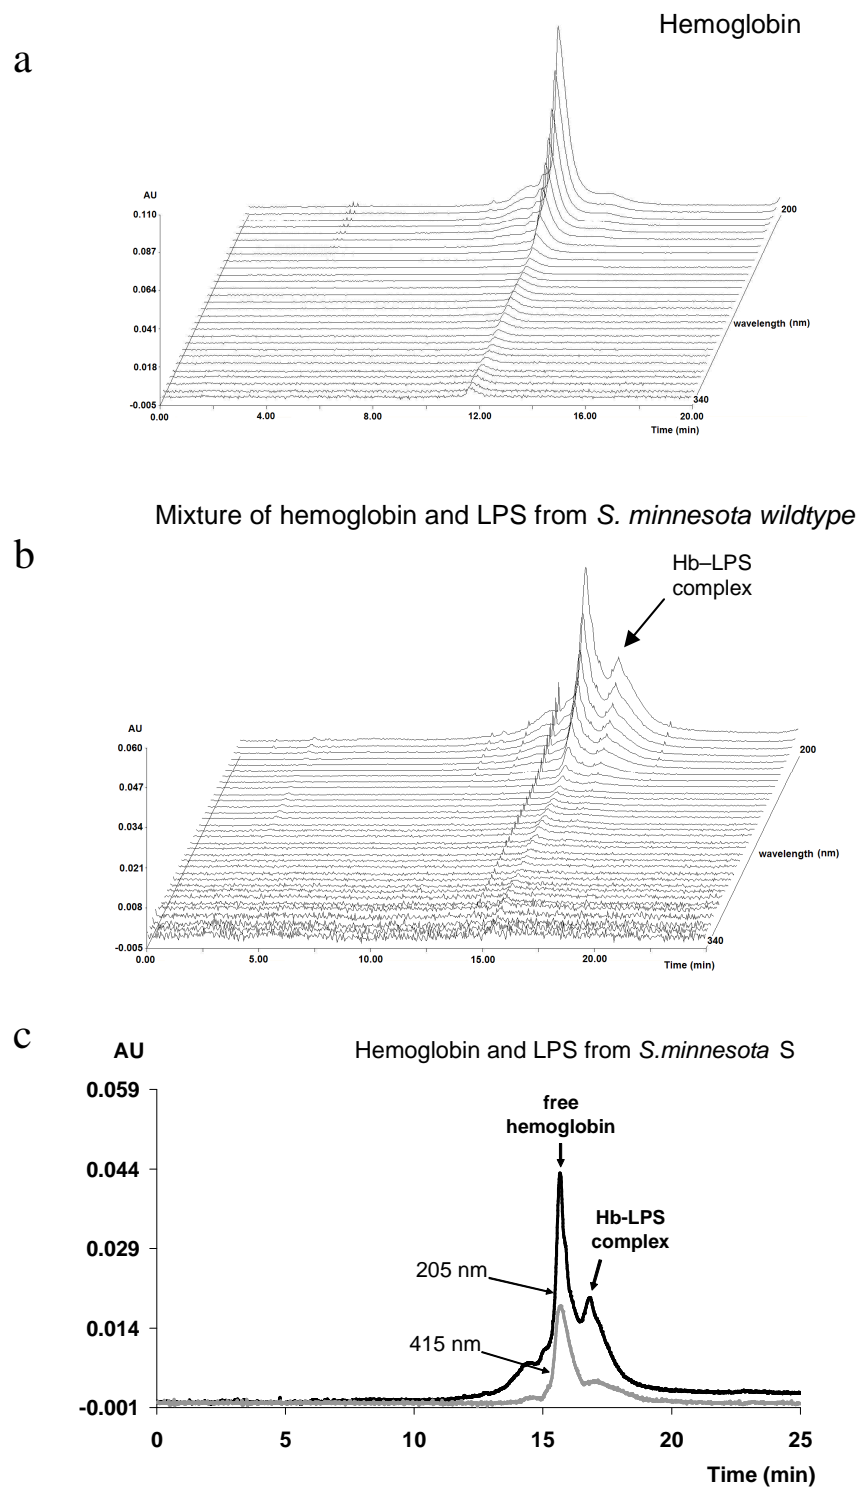 Hemoglobin
a
AU
0.110
0.087
0.064
0.041
0.018
-0.005
0.00 4.00 8.00 12.00 16.00 20.00
Time (min)
200
wavelength (nm)
340
Mixture of hemoglobin and LPS from S. minnesota wildtype
b
Hb–LPS
complex
AU
0.060
0.047
0.034
0.021
0.008
-0.005
0.00 5.00 10.00 15.00 20.00
Time (min)
200
wavelength (nm)
340
c
AU
Hemoglobin and LPS from S.minnesota S
0.059
0.044
0.029
0.014
-0.001
free
hemoglobin
Hb-LPS
complex
205 nm
415 nm
0 5 10 15 20 25
Time (min)